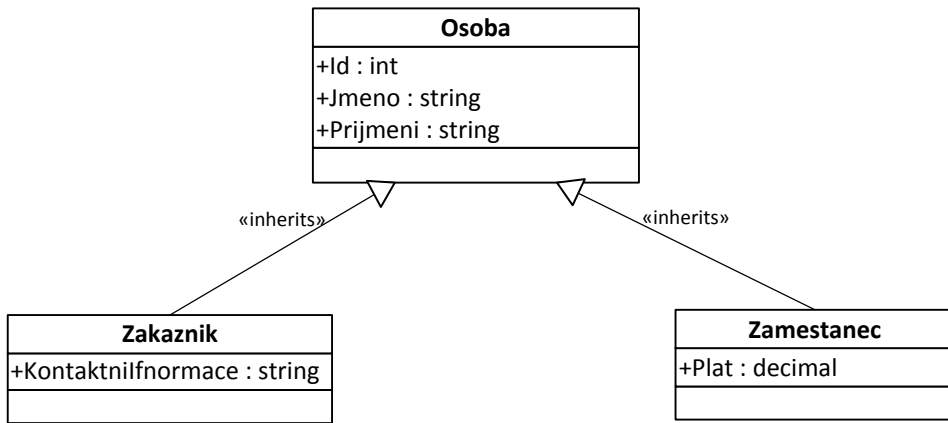 Osoba
+Id : int
+Jmeno : string
+Prijmeni : string
«inherits»
«inherits»
Zakaznik
+KontaktniIfnormace : string
Zamestanec
+Plat : decimal